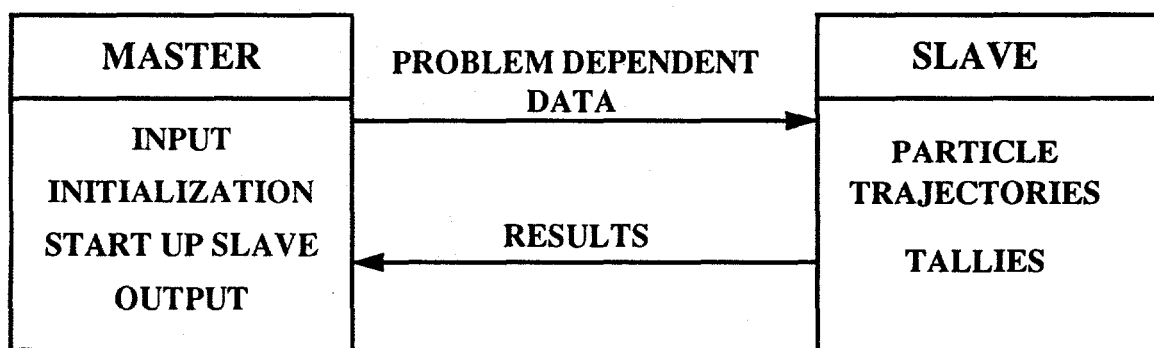 MASTER
INPUT
INITIALIZATION
START UP SLAVE
OUTPUT
PROBLEM DEPENDENT
DATA
RESULTS
SLAVE
PARTICLE
TRAJECTORIES
TALLIES